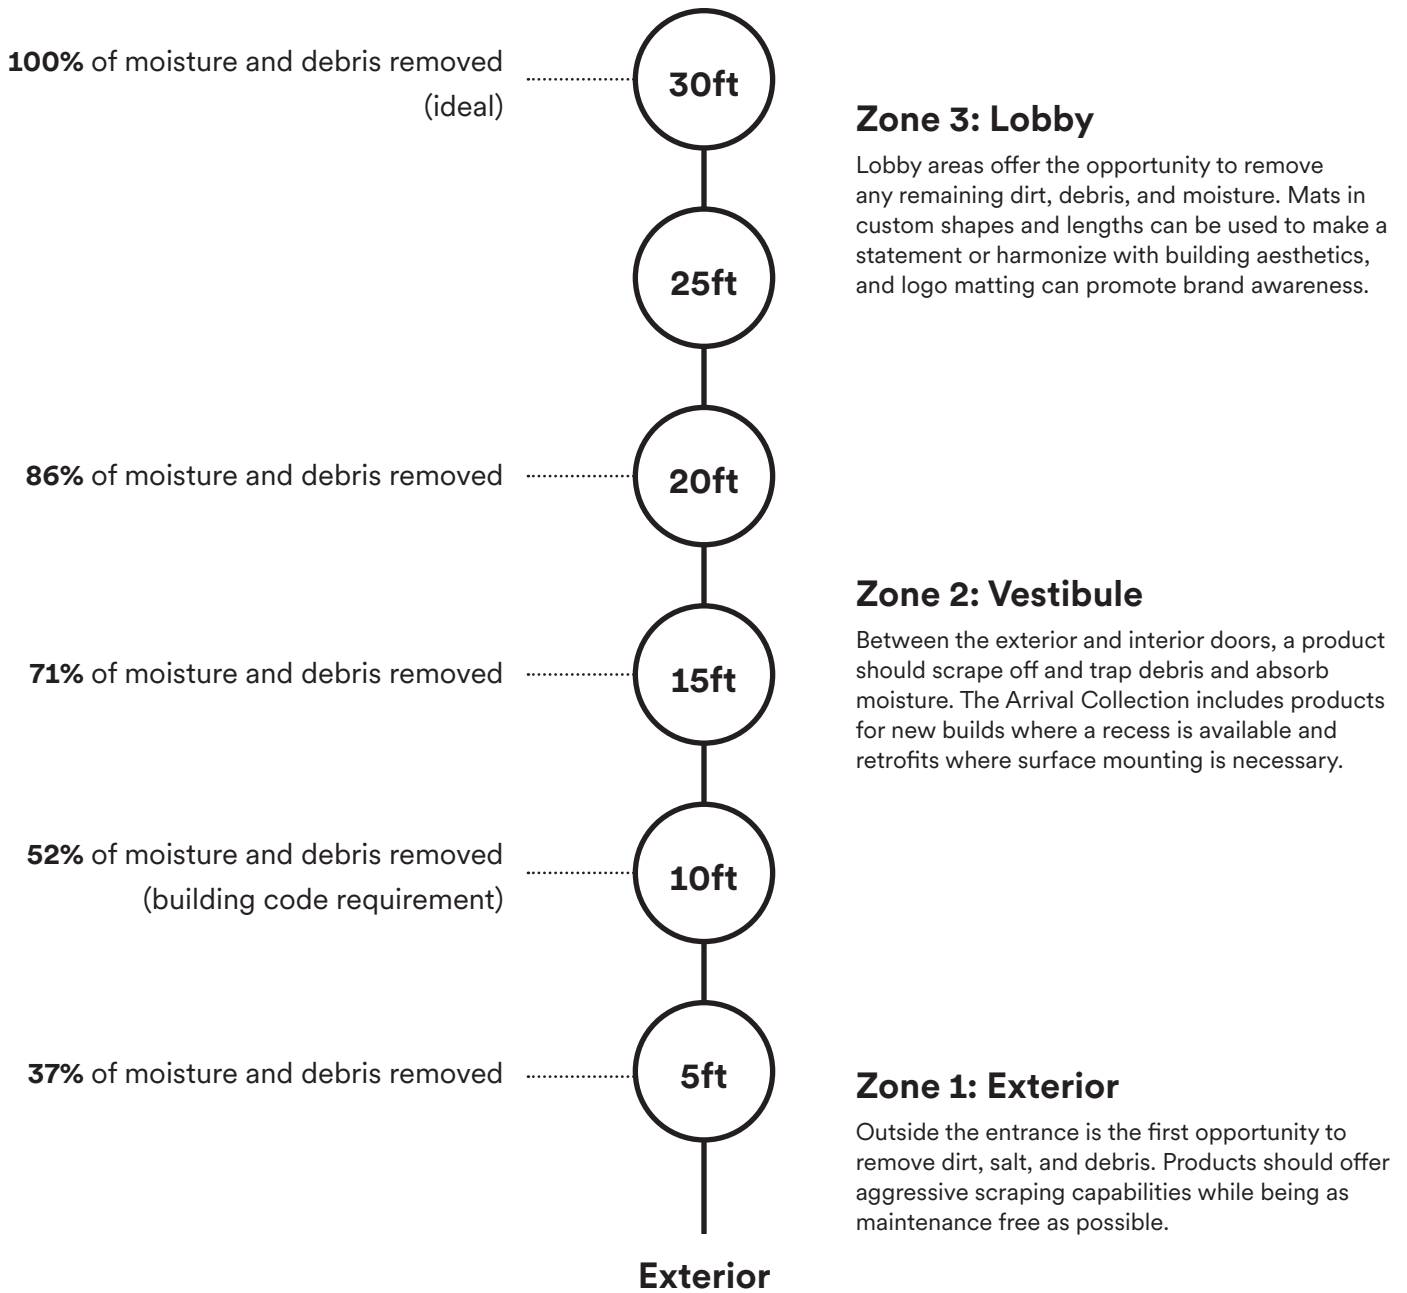 100% of moisture and debris removed
(ideal)
30ft
Zone 3: Lobby
Lobby areas offer the opportunity to remove
any remaining dirt, debris, and moisture. Mats in
custom shapes and lengths can be used to make a
statement or harmonize with building aesthetics,
and logo matting can promote brand awareness.
25ft
86% of moisture and debris removed
20ft
Zone 2: Vestibule
Between the exterior and interior doors, a product
should scrape off and trap debris and absorb
moisture. The Arrival Collection includes products
for new builds where a recess is available and
retrofits where surface mounting is necessary.
71% of moisture and debris removed
15ft
52% of moisture and debris removed
(building code requirement)
10ft
37% of moisture and debris removed
5ft
Zone 1: Exterior
Outside the entrance is the first opportunity to
remove dirt, salt, and debris. Products should offer
aggressive scraping capabilities while being as
maintenance free as possible.
Exterior